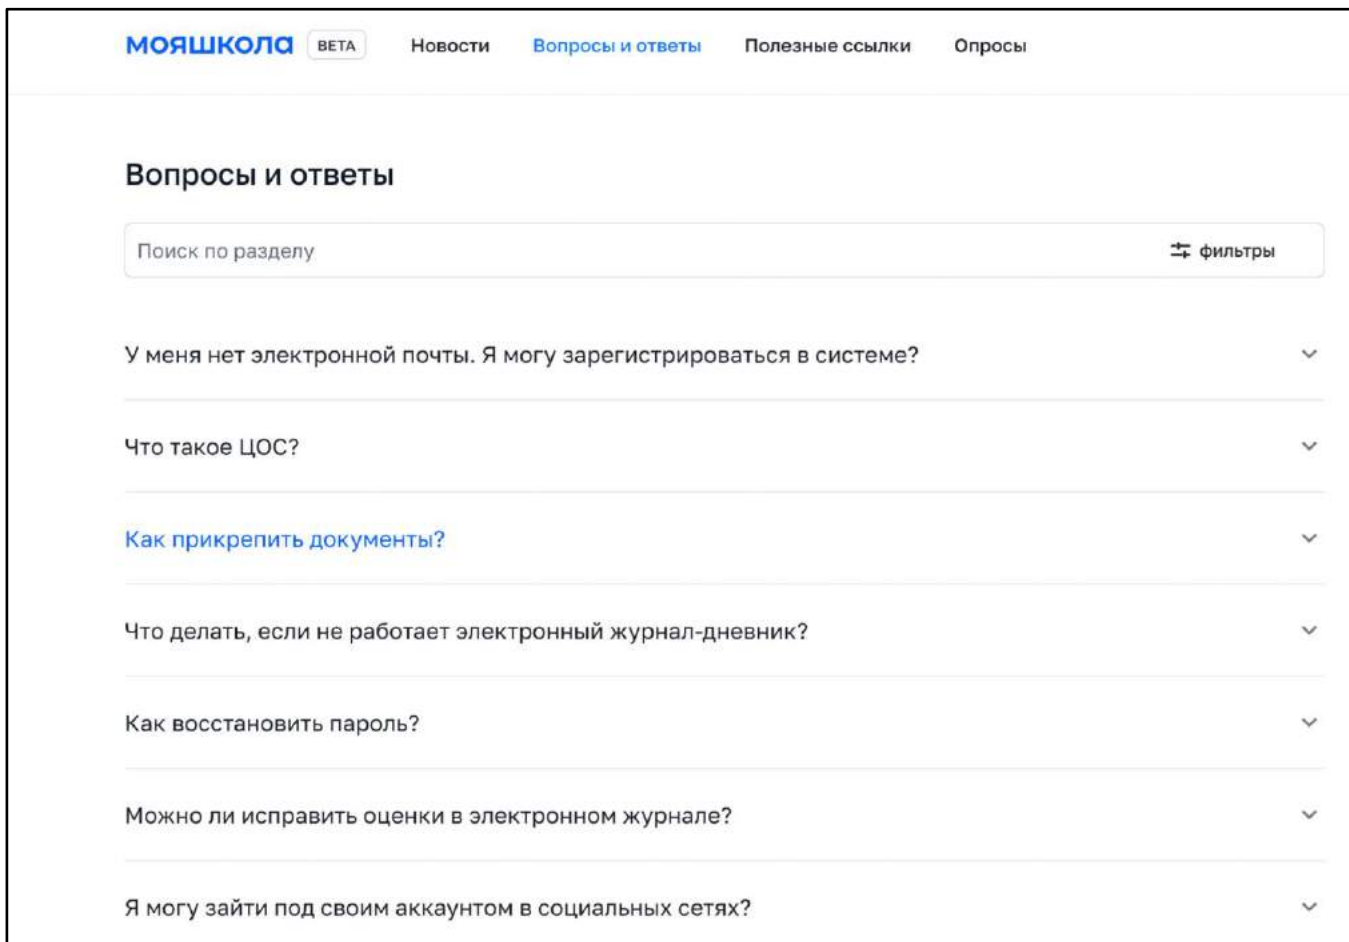 МОЯШКОЛА BETA Новости Вопросы и ответы Полезные ссылки Опросы
Вопросы и ответы
Поиск по разделу фильтры
У меня нет электронной почты. Я могу зарегистрироваться в системе?
Что такое ЦОС?
Как прикрепить документы?
Что делать, если не работает электронный журнал-дневник?
Как восстановить пароль?
Можно ли исправить оценки в электронном журнале?
Я могу зайти под своим аккаунтом в социальных сетях?